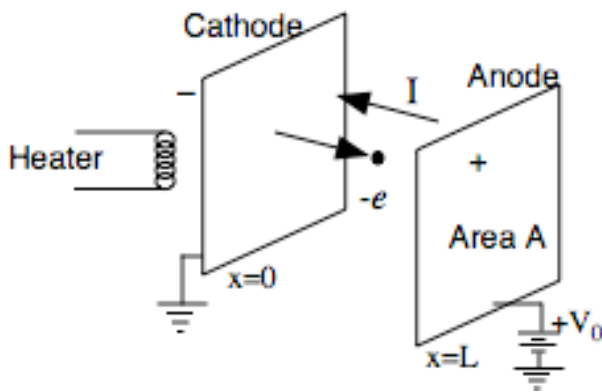 Cathode
−
I
Anode
Heater
+
-e
Area A
x=0
+V₀
x=L